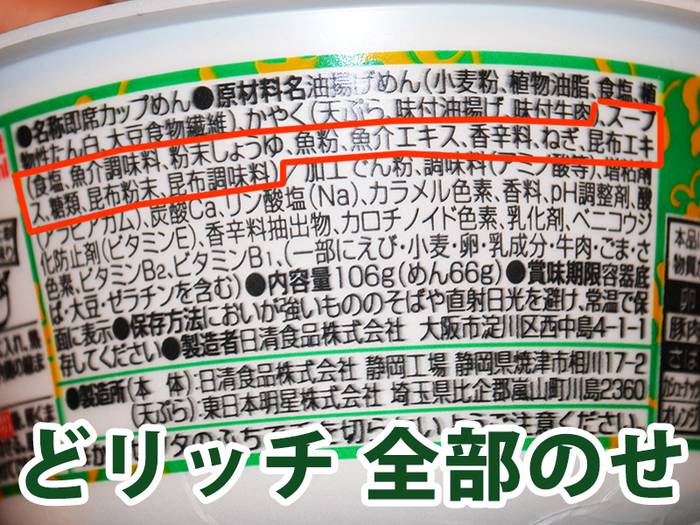 ●名称即席カップめん●原材料名油揚げめん(小麦粉、植物油脂、食塩、植
物性たん白、大豆食物繊維)、かやく(天ぷら、味付油揚げ、味付牛肉)、スープ
(食塩、魚介調味料、粉末しょうゆ、魚粉、魚介エキス、香辛料、ねぎ、昆布エキ
ス、糖類、昆布粉末、昆布調味料)/加工でん粉、調味料(アミノ酸等)、増粘剤
(アラビアガム)、炭酸Ca、リン酸塩(Na)、カラメル色素、香料、pH調整剤、酸
化防止剤(ビタミンE)、香辛料抽出物、カロチノイド色素、乳化剤、ベニコウジ
色素、ビタミンB2、ビタミンB1、(一部にえび・小麦・卵・乳成分・牛肉・ごま・さ
ば・大豆・ゼラチンを含む)●内容量106g(めん66g)●賞味期限容器底
面に表示●保存方法においが強いもののそばや直射日光を避け、常温で保
存してください●製造者日清食品株式会社 大阪市淀川区西中島4-1-1
●製造所(本 体):日清食品株式会社 静岡工場 静岡県焼津市相川17-2
(天ぷら):東日本明星株式会社 埼玉県比企郡嵐山町川島2360
どリッチ 全部のせ